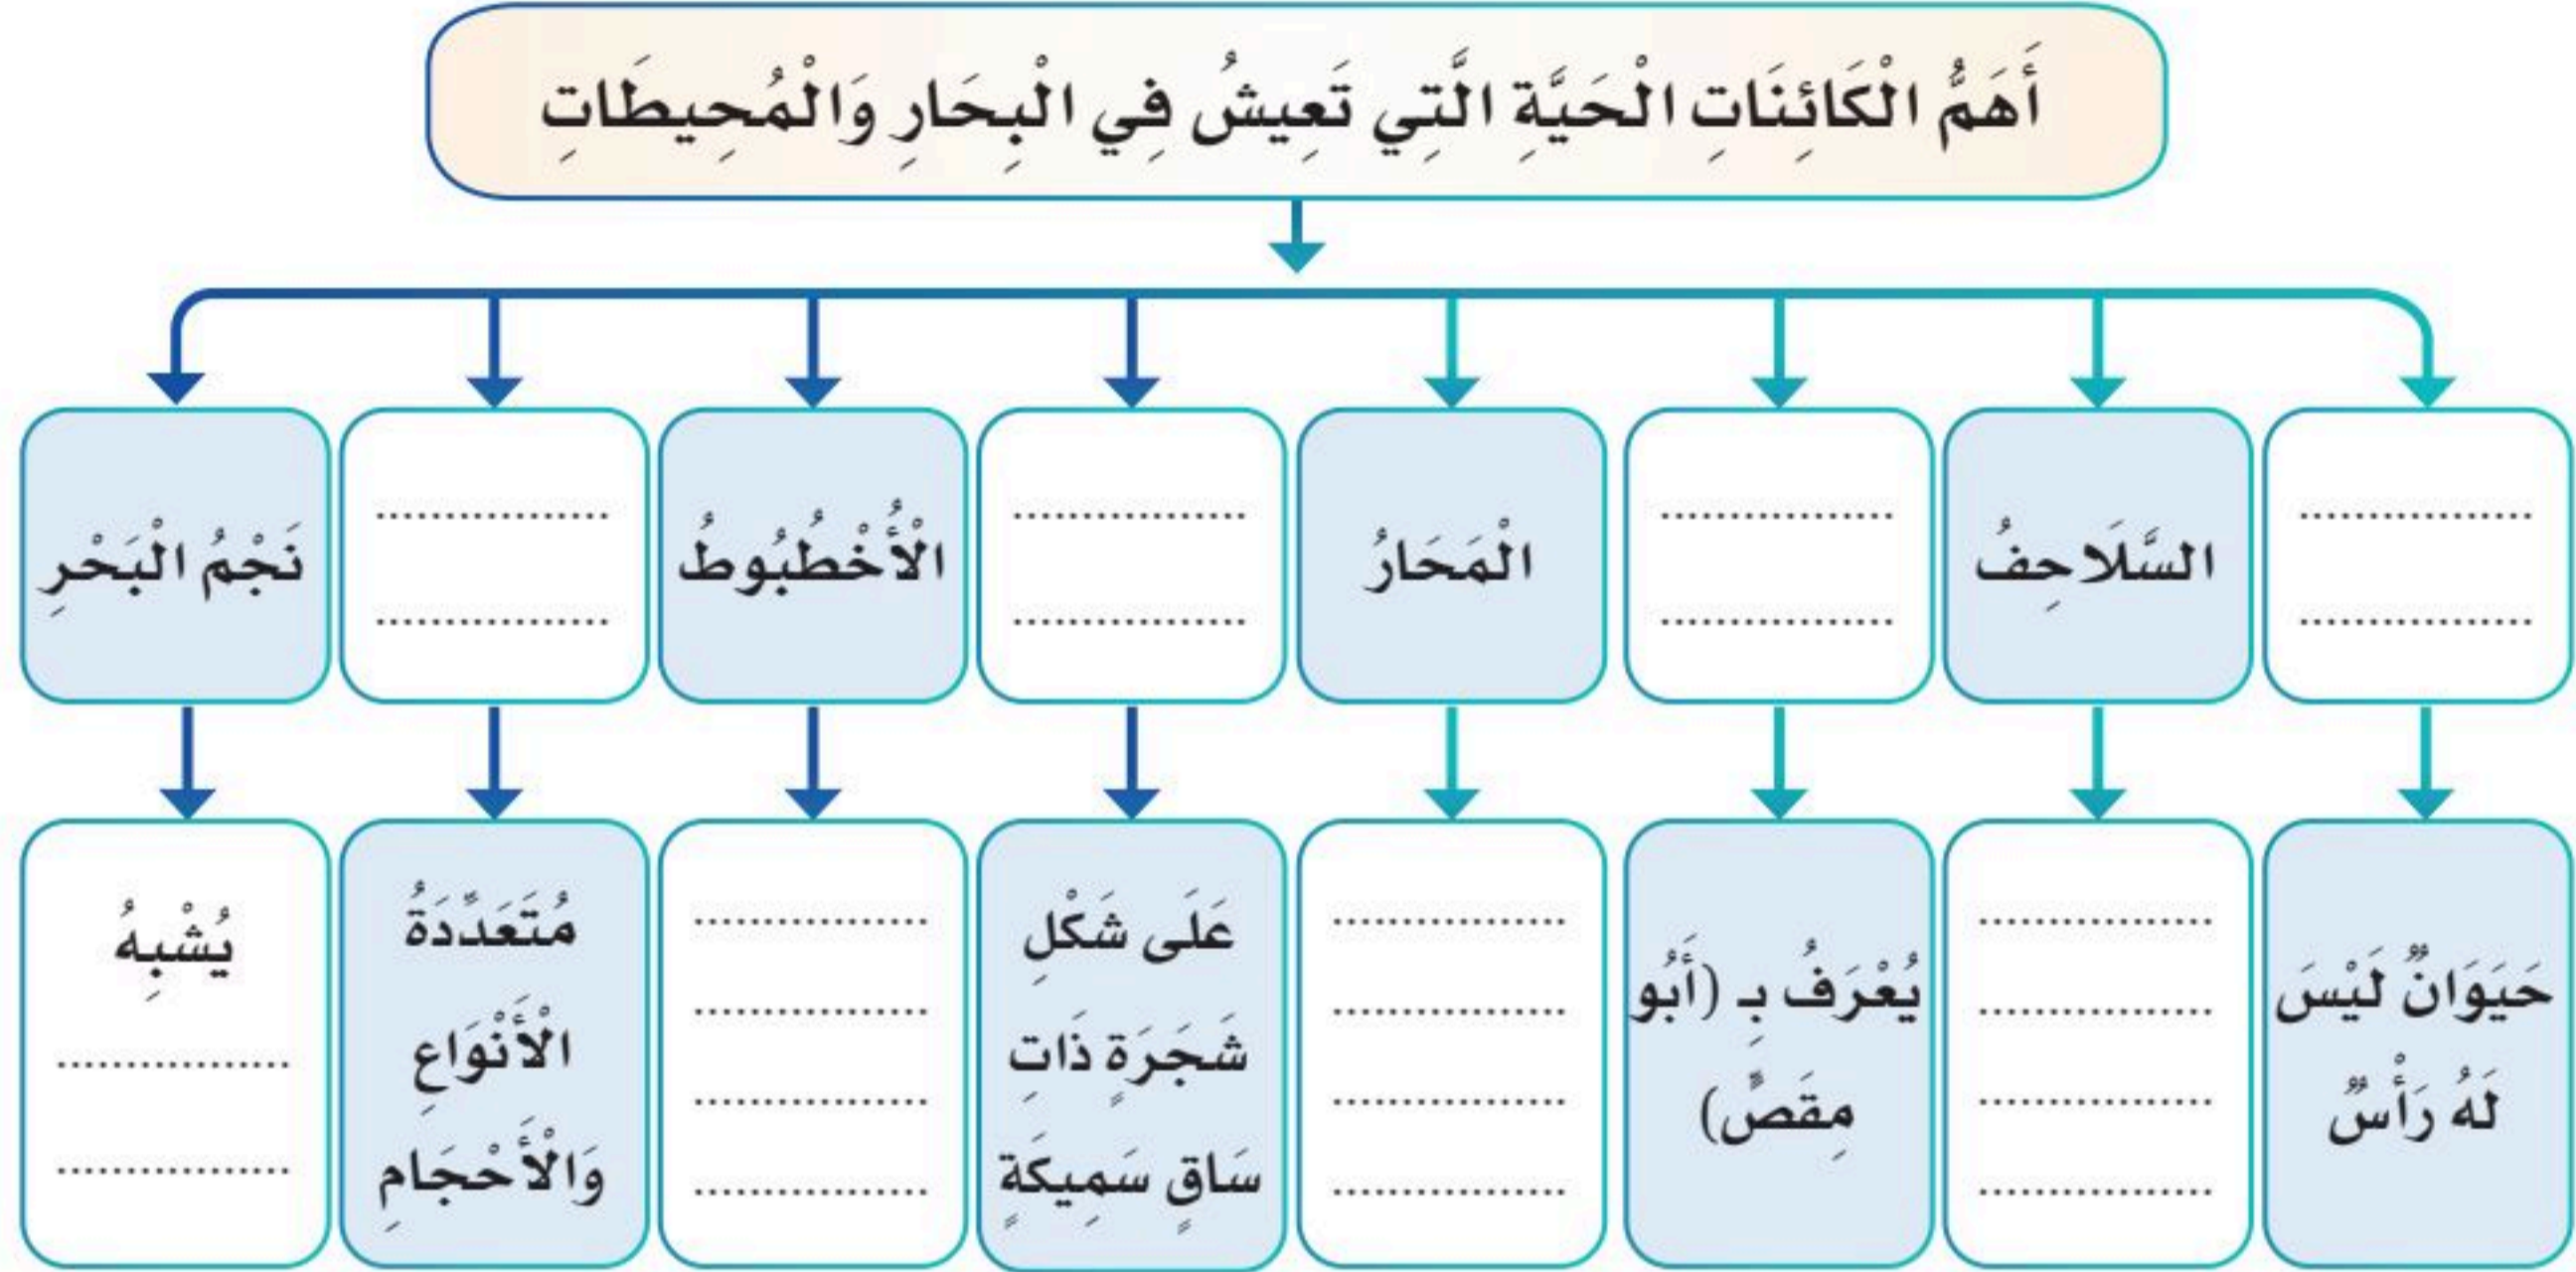 أَهَمُّ الْكَائِنَاتِ الْحَيَّةِ الَّتِي تَعِيشُ فِي الْبِحَارِ وَالْمُحِيطَاتِ
السَّلَاحِفُ
الْمَحَارُ
الْأُخْطُبُوطُ
نَجْمُ الْبَحْرِ
حَيَوَانٌ لَيْسَ
لَهُ رَأْسٌ
يُعْرَفُ بِـ (أَبُو
مِقَصٍّ)
عَلَى شَكْلِ
شَجَرَةٍ ذَاتِ
سَاقٍ سَمِيكَةٍ
مُتَعَدِّدَةُ
الْأَنْوَاعِ
وَالْأَحْجَامِ
يُشْبِهُ